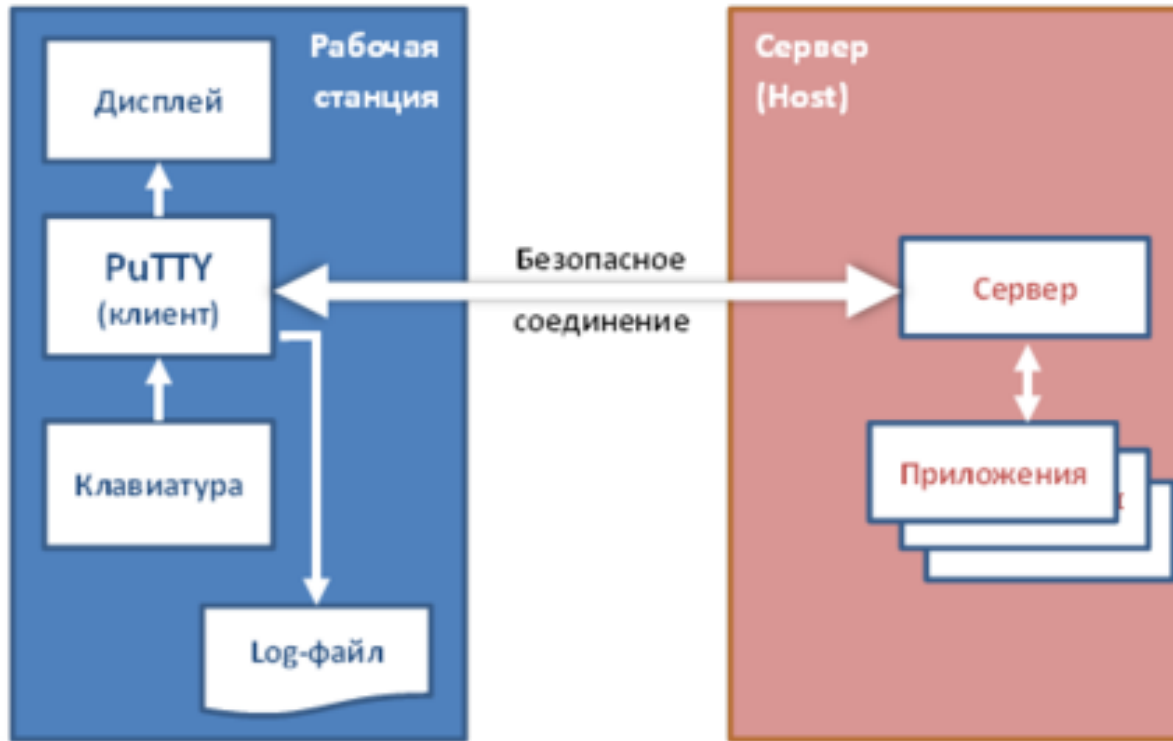 Рабочая
станция
Дисплей
PuTTY
(клиент)
Клавиатура
Log-файл
Безопасное
соединение
Сервер
(Host)
Сервер
Приложения